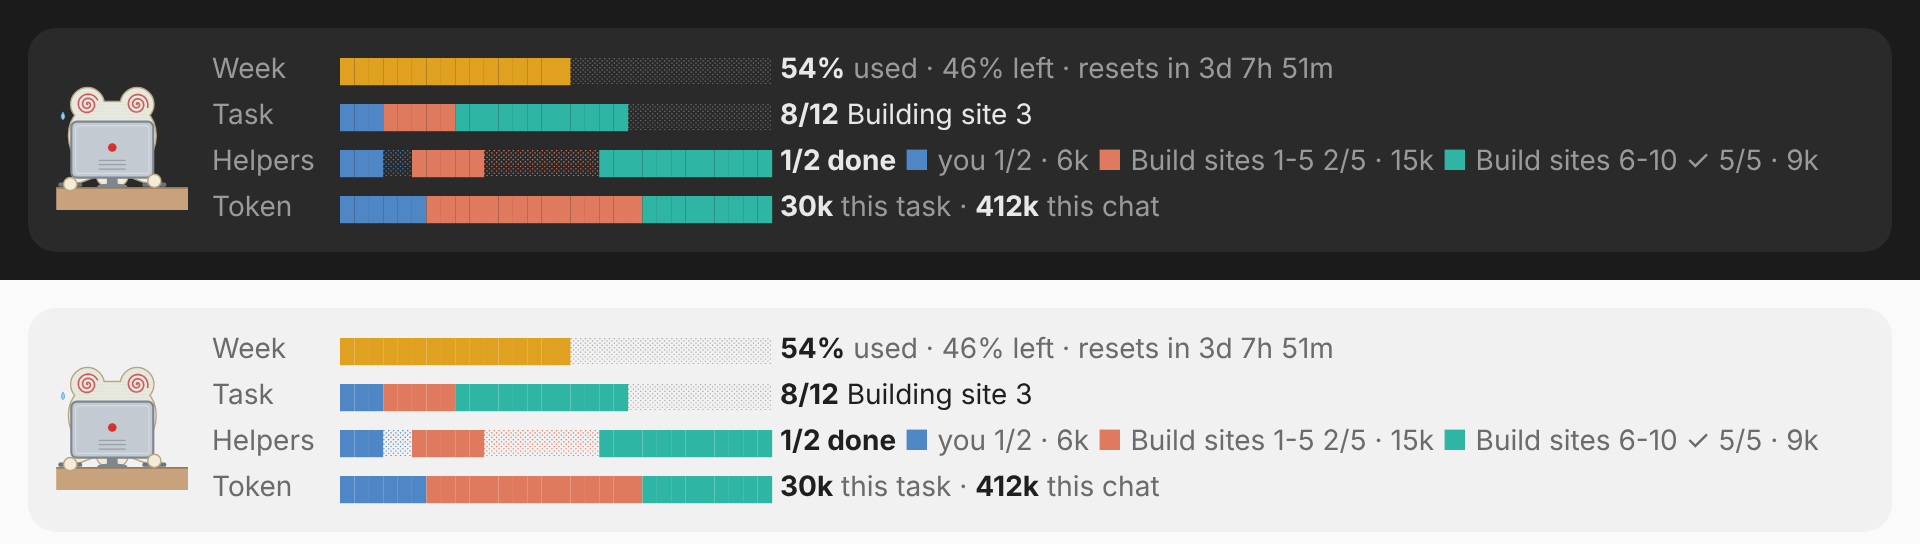 Week 54% used · 46% left · resets in 3d 7h 51m
Task 8/12 Building site 3
Helpers 1/2 done you 1/2 · 6k Build sites 1-5 2/5 · 15k Build sites 6-10 ✓ 5/5 · 9k
Token 30k this task · 412k this chat
Week 54% used · 46% left · resets in 3d 7h 51m
Task 8/12 Building site 3
Helpers 1/2 done you 1/2 · 6k Build sites 1-5 2/5 · 15k Build sites 6-10 ✓ 5/5 · 9k
Token 30k this task · 412k this chat